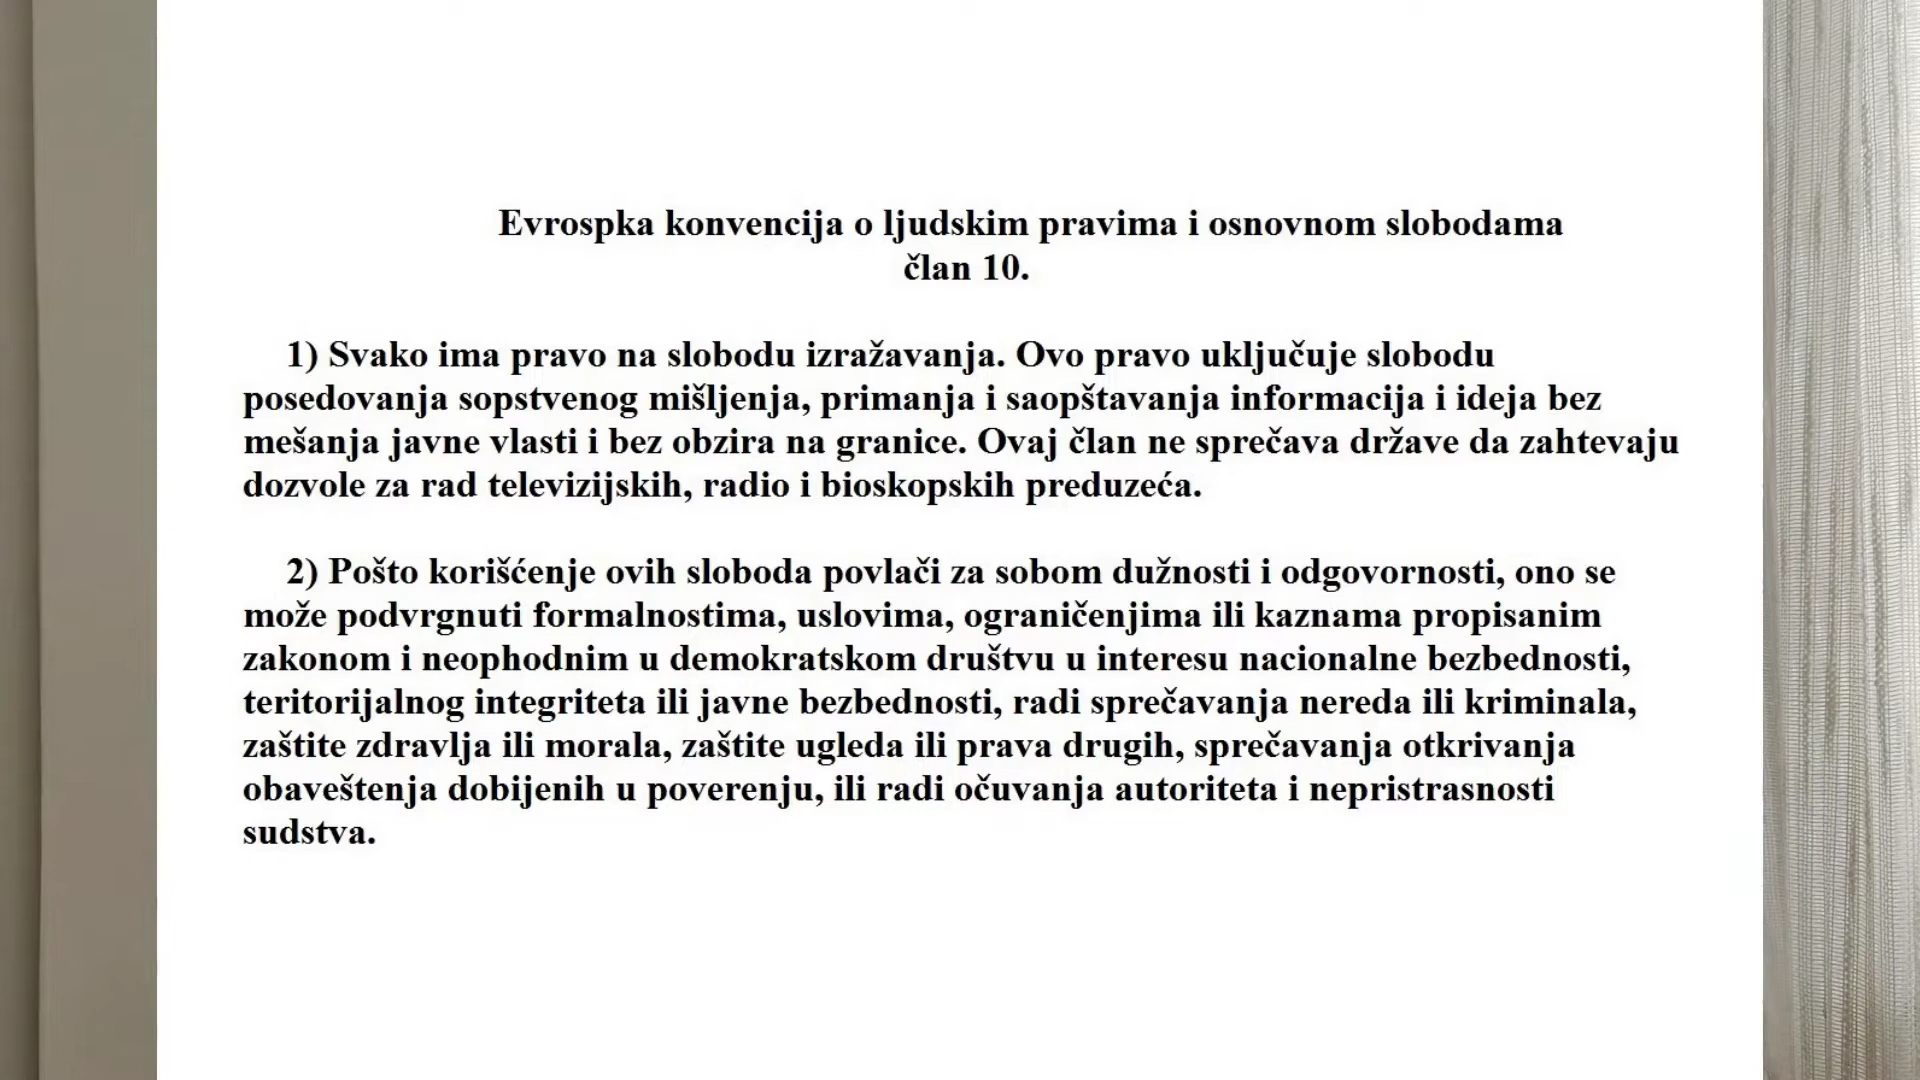 Evrospka konvencija o ljudskim pravima i osnovnom slobodama
član 10.
1) Svako ima pravo na slobodu izražavanja. Ovo pravo uključuje slobodu
posedovanja sopstvenog mišljenja, primanja i saopštavanja informacija i ideja bez
mešanja javne vlasti i bez obzira na granice. Ovaj član ne sprečava države da zahtevaju
dozvole za rad televizijskih, radio i bioskopskih preduzeća.
2) Pošto korišćenje ovih sloboda povlači za sobom dužnosti i odgovornosti, ono se
može podvrgnuti formalnostima, uslovima, ograničenjima ili kaznama propisanim
zakonom i neophodnim u demokratskom društvu u interesu nacionalne bezbednosti,
teritorijalnog integriteta ili javne bezbednosti, radi sprečavanja nereda ili kriminala,
zaštite zdravlja ili morala, zaštite ugleda ili prava drugih, sprečavanja otkrivanja
obaveštenja dobijenih u poverenju, ili radi očuvanja autoriteta i nepristrasnosti
sudstva.